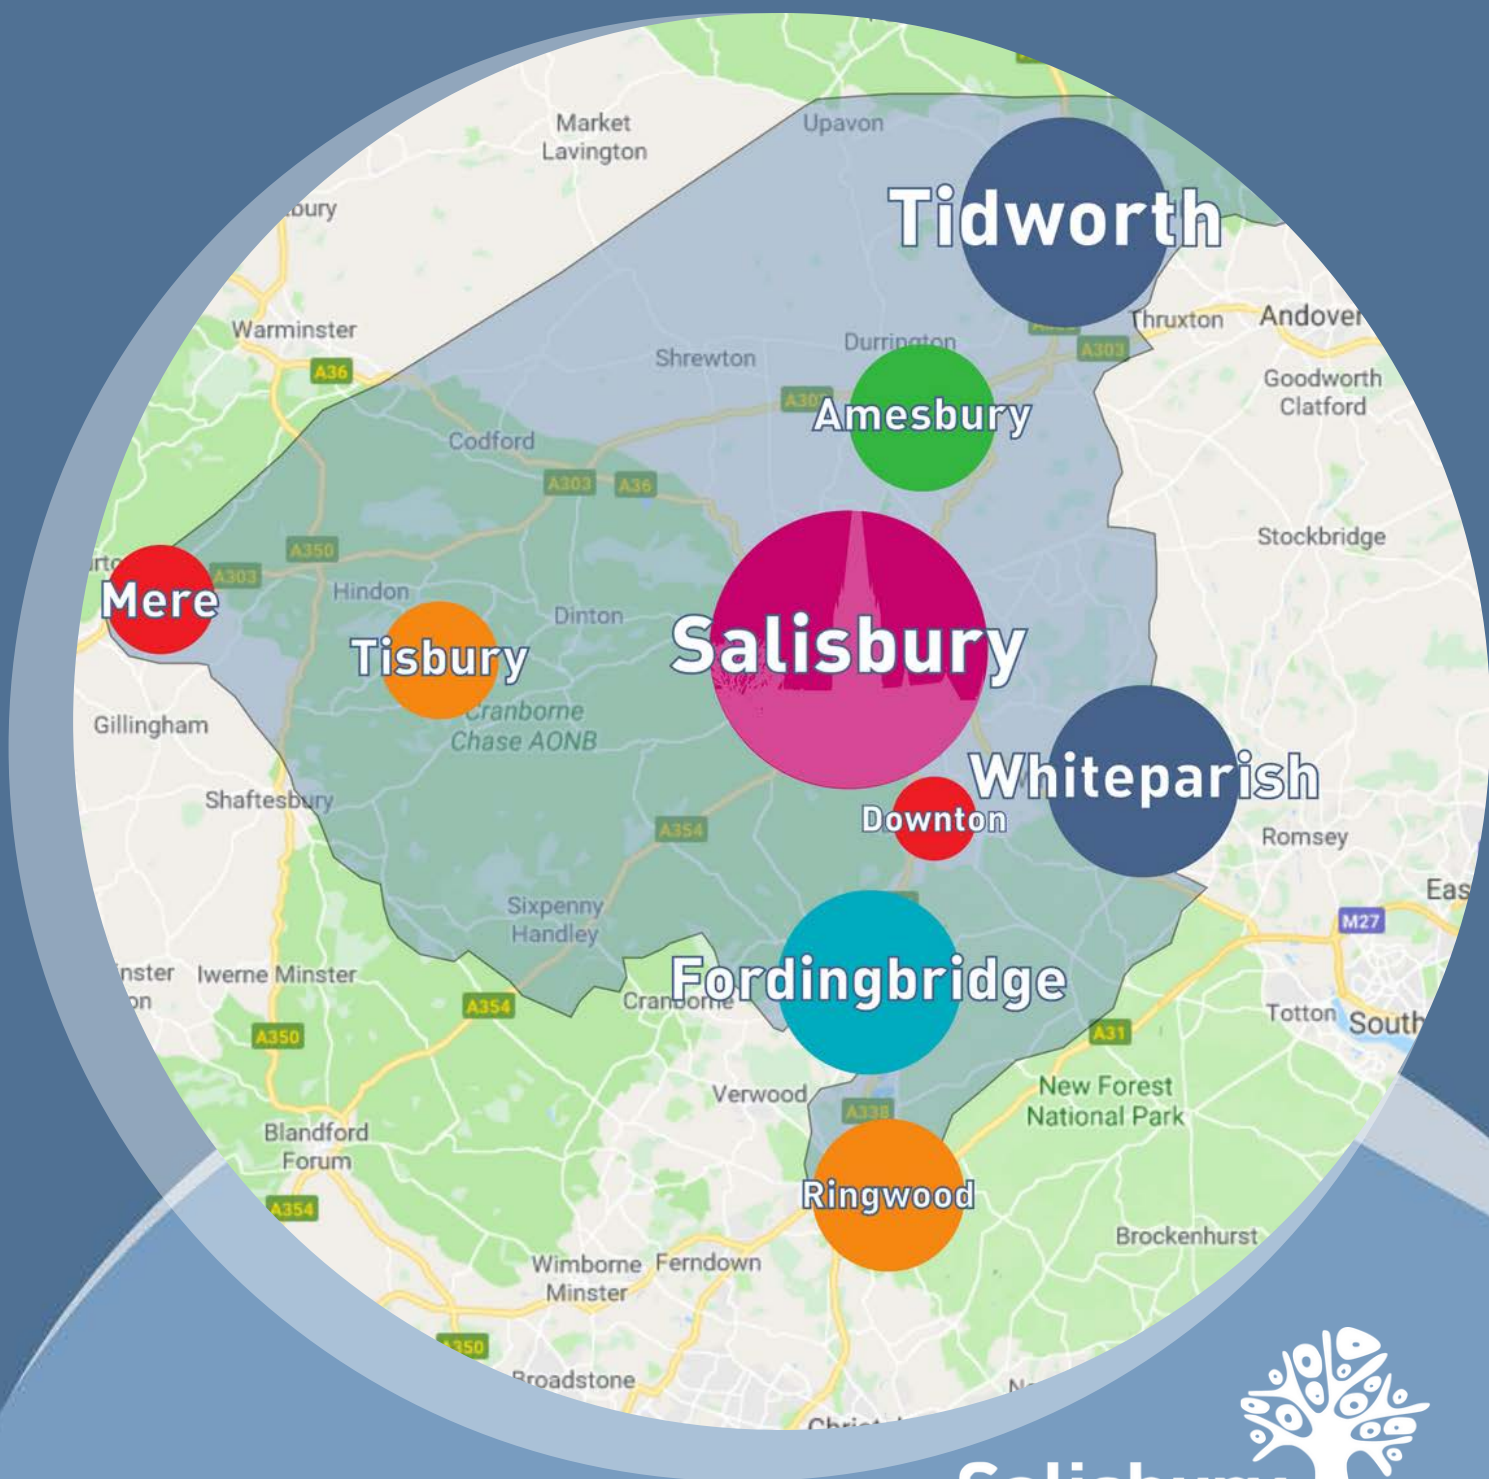 Market
Lavington
Upavon
Tidworth
Warminster
A36
Shrewton
Durrington
Thruxton
Andover
A303
Goodworth
Clatford
Amesbury
Codford
A303
A36
Stockbridge
A350
A303
Mere
Hindon
Dinton
Tisbury
Salisbury
Cranborne
Chase AONB
Gillingham
Whiteparish
Shaftesbury
Downton
A354
Romsey
Sixpenny
Handley
M27
Iwerne Minster
Fordingbridge
Cranborne
A354
A350
Totton
A31
Verwood
A338
New Forest
National Park
Blandford
Forum
Ringwood
A354
Brockenhurst
Wimborne
Minster
Ferndown
A350
Broadstone
Salisbury